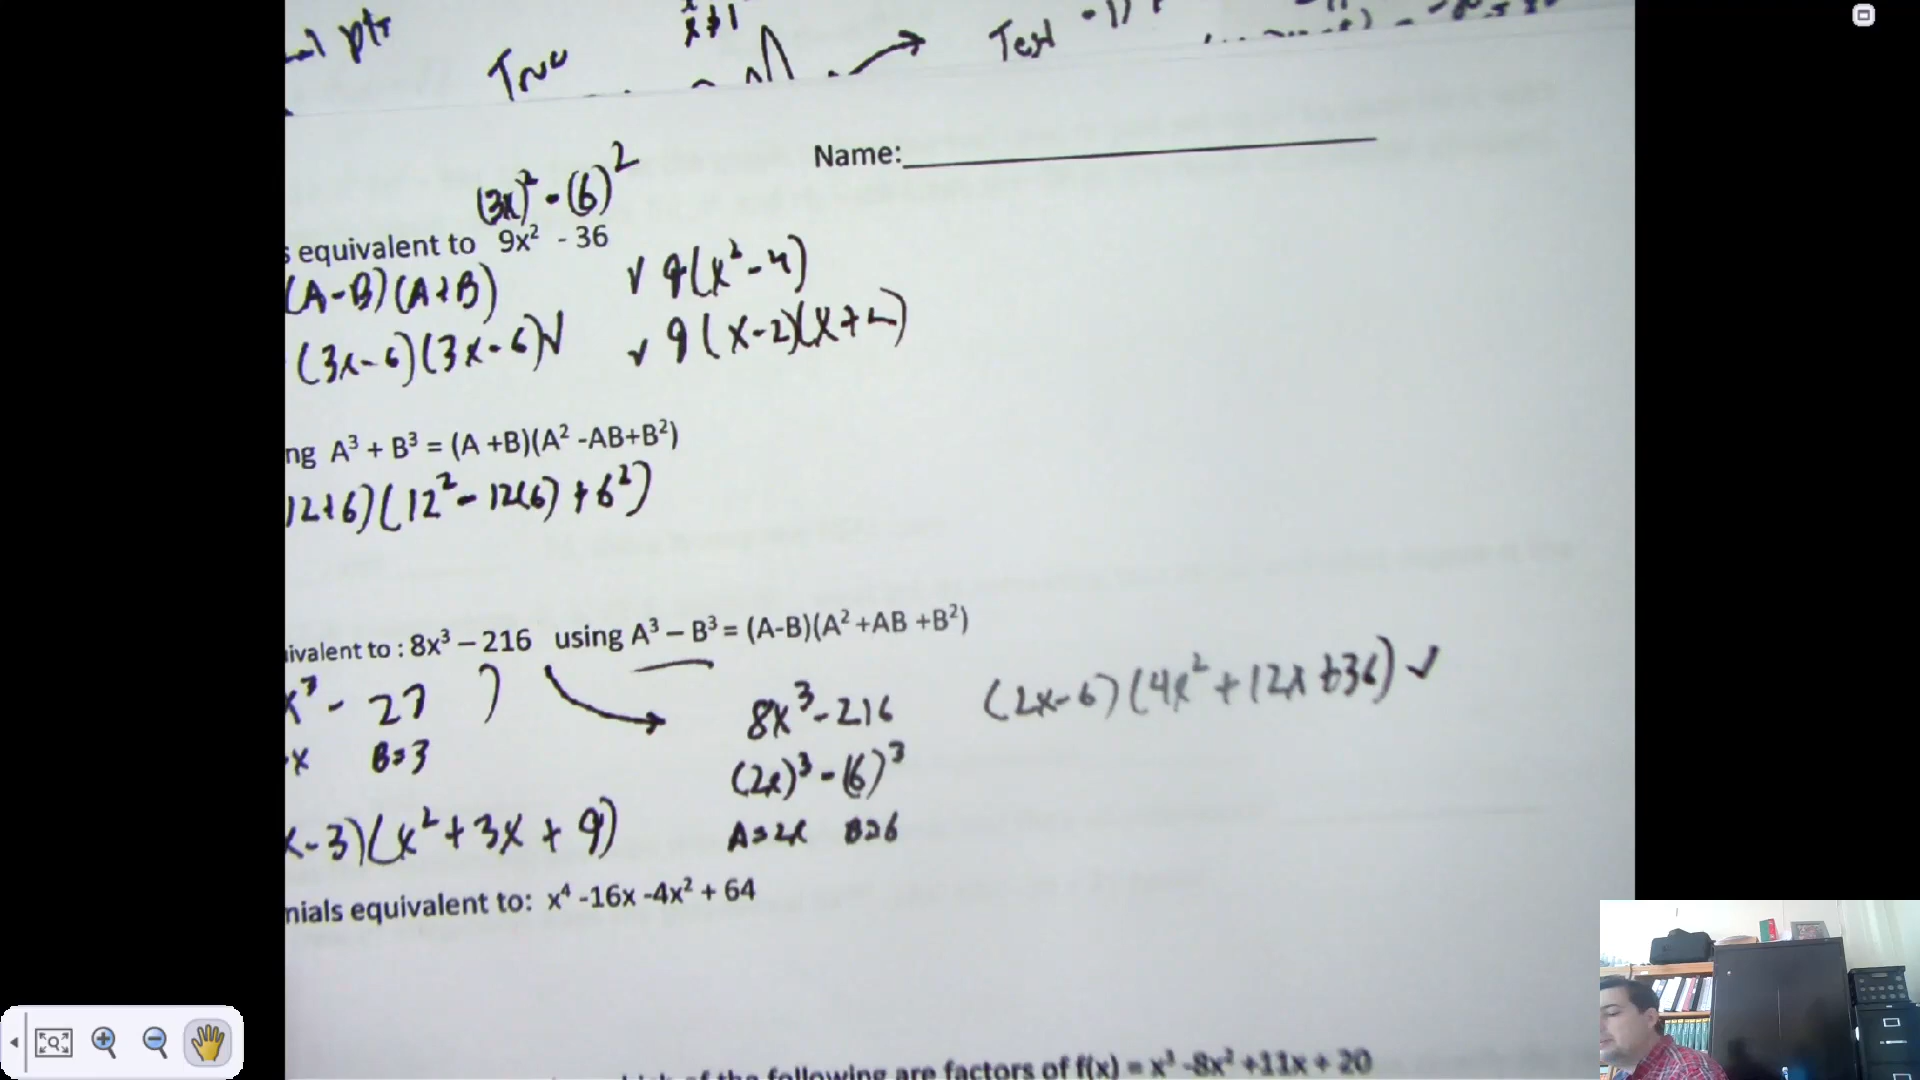 True
x≠1
Test
Name:
(3x)² - (6)²
equivalent to 9x² - 36
(A-B)(A+B)
✓ 9(x²-4)
(3x-6)(3x-6)✓
✓ 9(x-2)(x+2)
ng A³ + B³ = (A +B)(A² -AB+B²)
12+6)(12² - 12(6) + 6²)
ivalent to : 8x³ – 216 using A³ – B³ = (A-B)(A² +AB +B²)
x³ - 27 )
8x³ - 216
(2x-6)(4x² + 12x + 36) ✓
x B=3
(2x)³ - (6)³
x-3)(x² + 3x + 9)
A=2x B=6
nials equivalent to: x⁴ -16x -4x² + 64
of the following are factors of f(x) = x³ -8x² +11x + 20